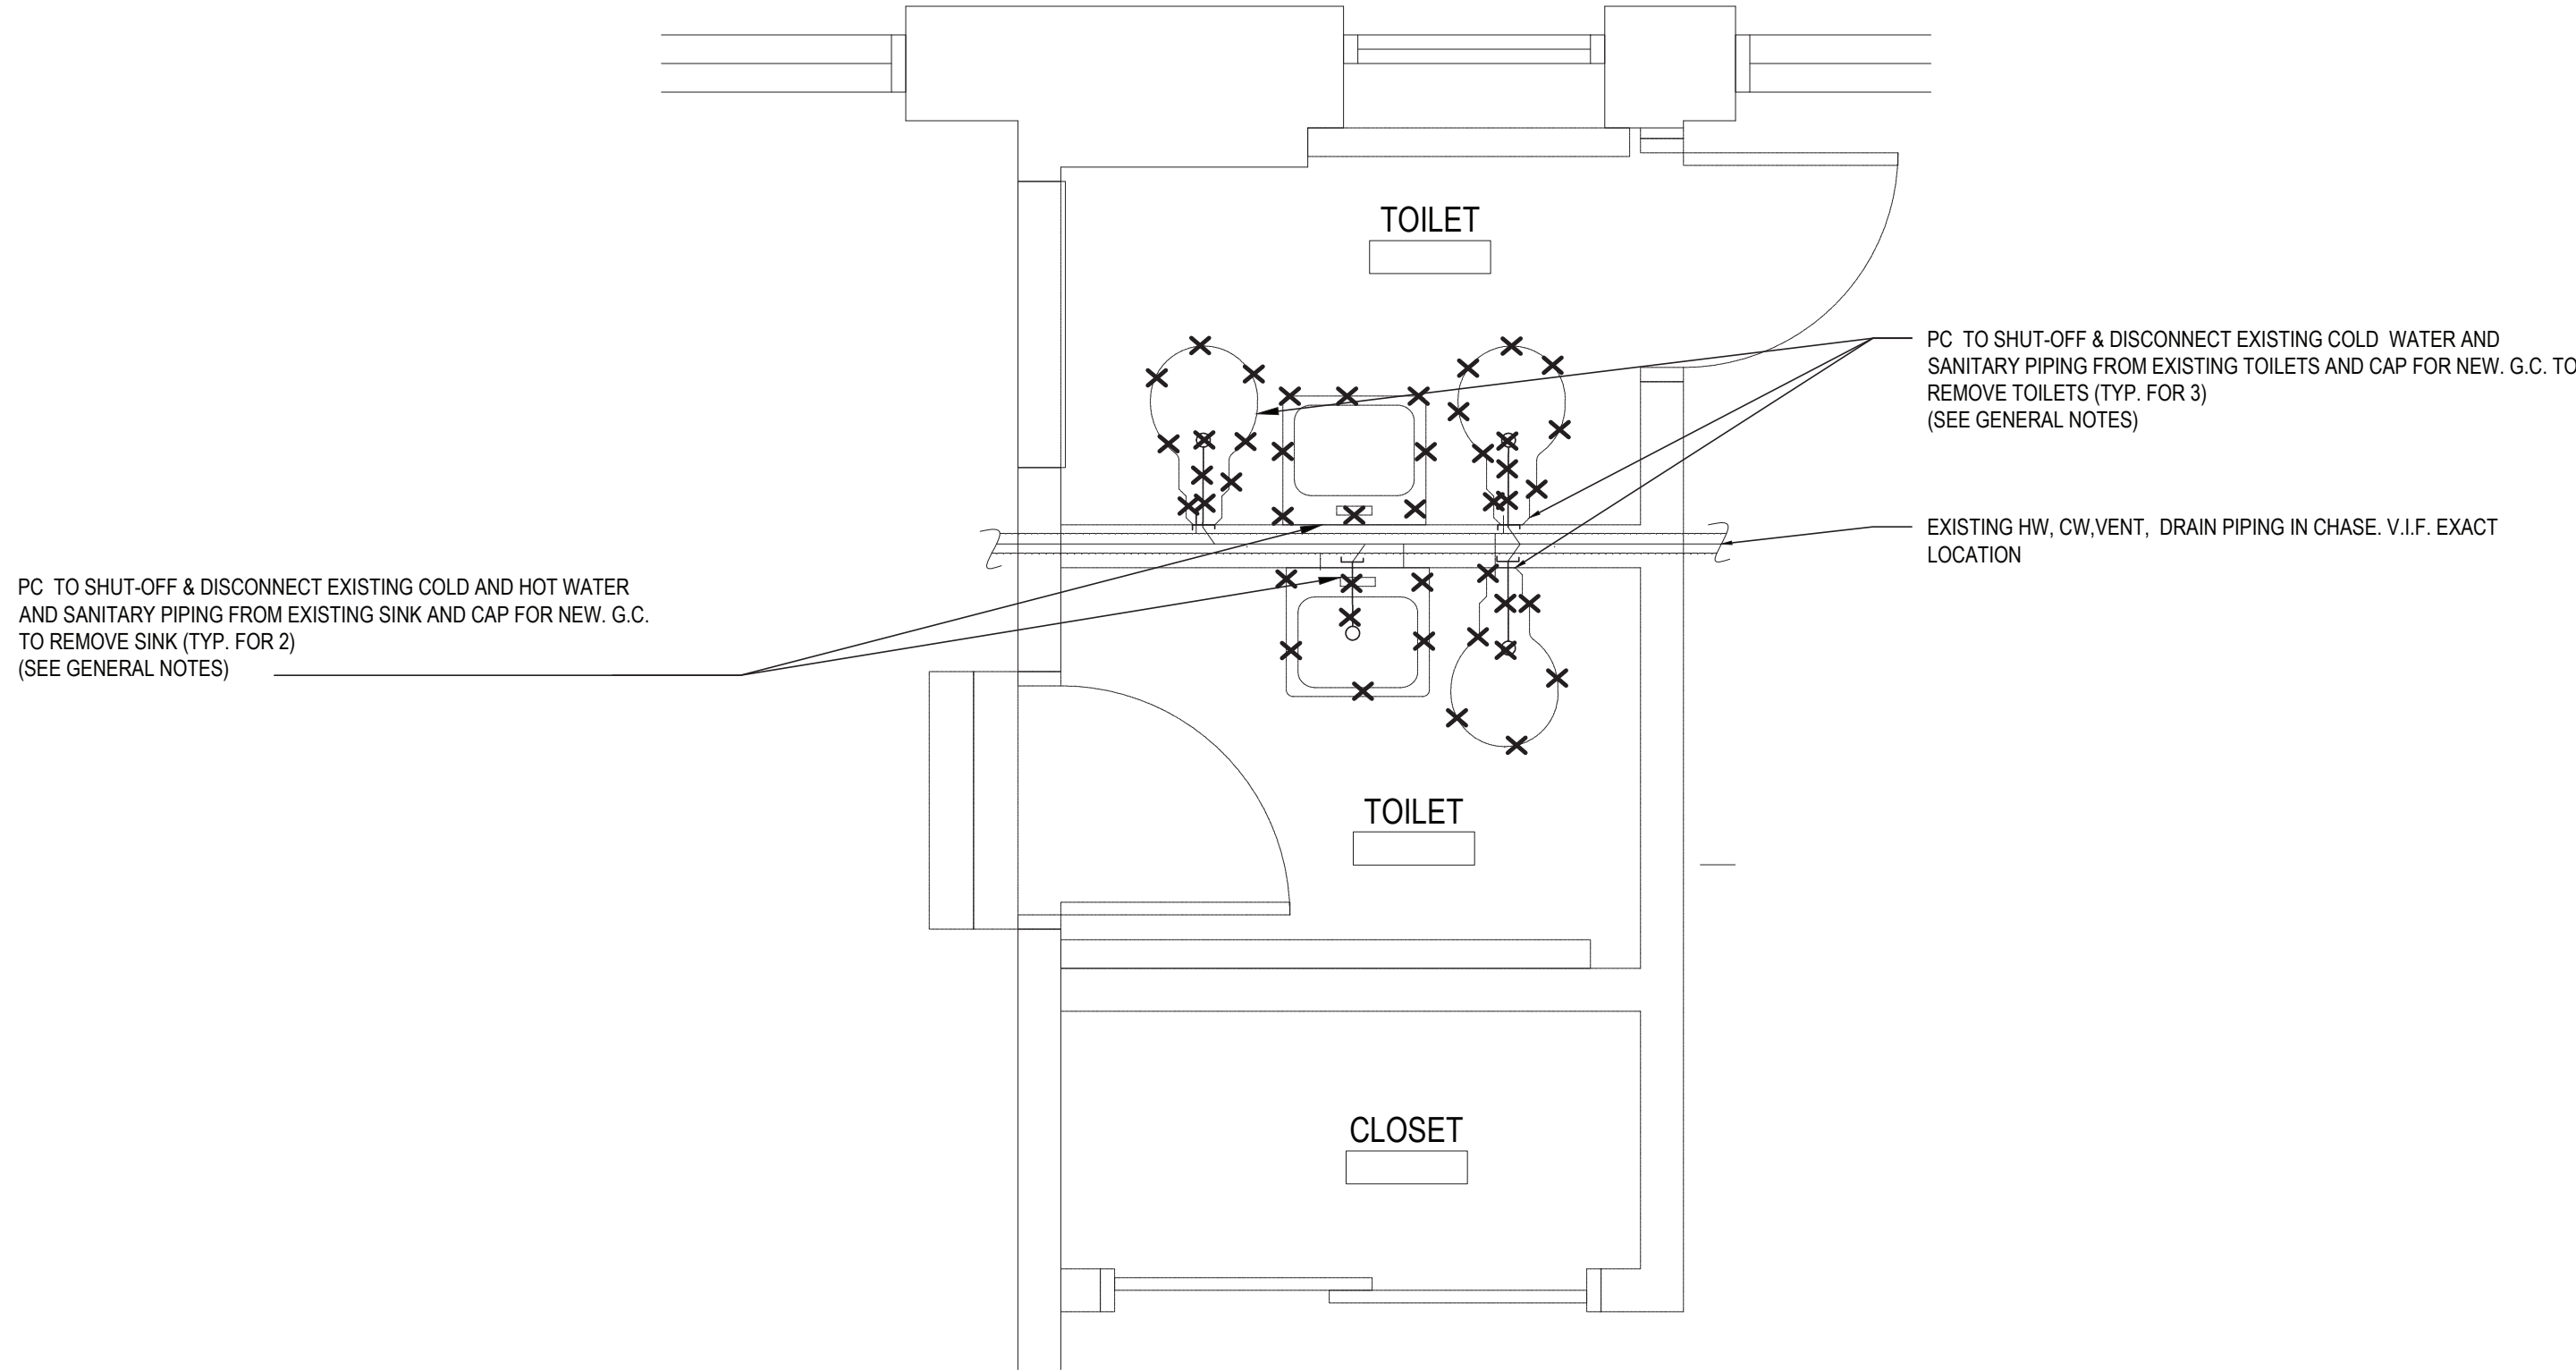 TOILET
PC TO SHUT-OFF & DISCONNECT EXISTING COLD WATER AND
SANITARY PIPING FROM EXISTING TOILETS AND CAP FOR NEW. G.C. TO
REMOVE TOILETS (TYP. FOR 3)
(SEE GENERAL NOTES)
EXISTING HW, CW,VENT, DRAIN PIPING IN CHASE. V.I.F. EXACT
LOCATION
PC TO SHUT-OFF & DISCONNECT EXISTING COLD AND HOT WATER
AND SANITARY PIPING FROM EXISTING SINK AND CAP FOR NEW. G.C.
TO REMOVE SINK (TYP. FOR 2)
(SEE GENERAL NOTES)
TOILET
CLOSET